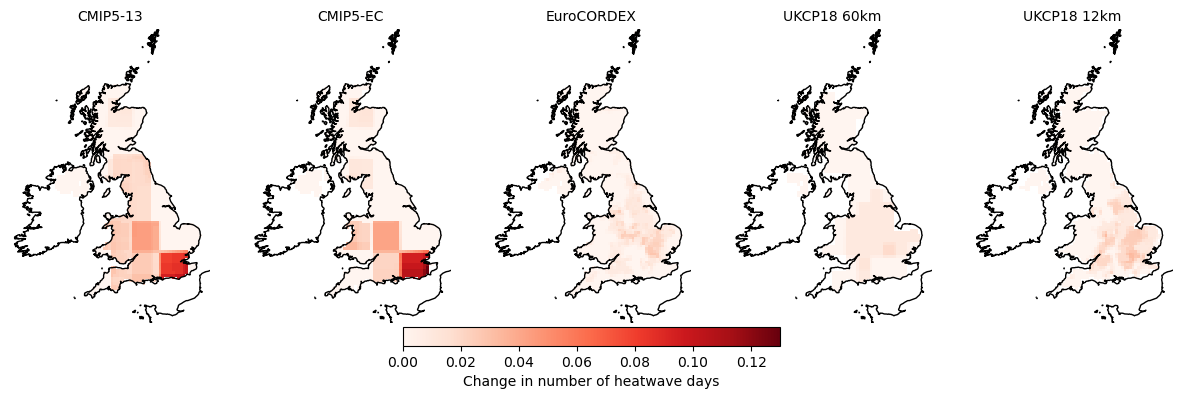 CMIP5-13 CMIP5-EC EuroCORDEX UKCP18 60km UKCP18 12km
0.00 0.02 0.04 0.06 0.08 0.10 0.12
Change in number of heatwave days